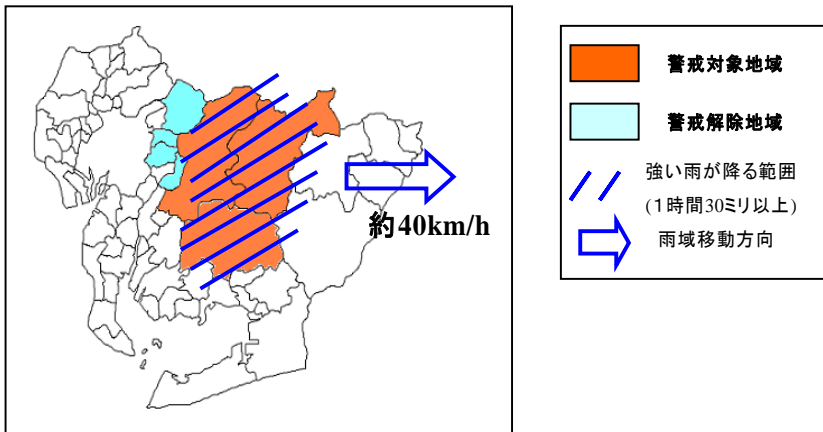 約40km/h
警戒対象地域
警戒解除地域
強い雨が降る範囲
(1時間30ミリ以上)
雨域移動方向